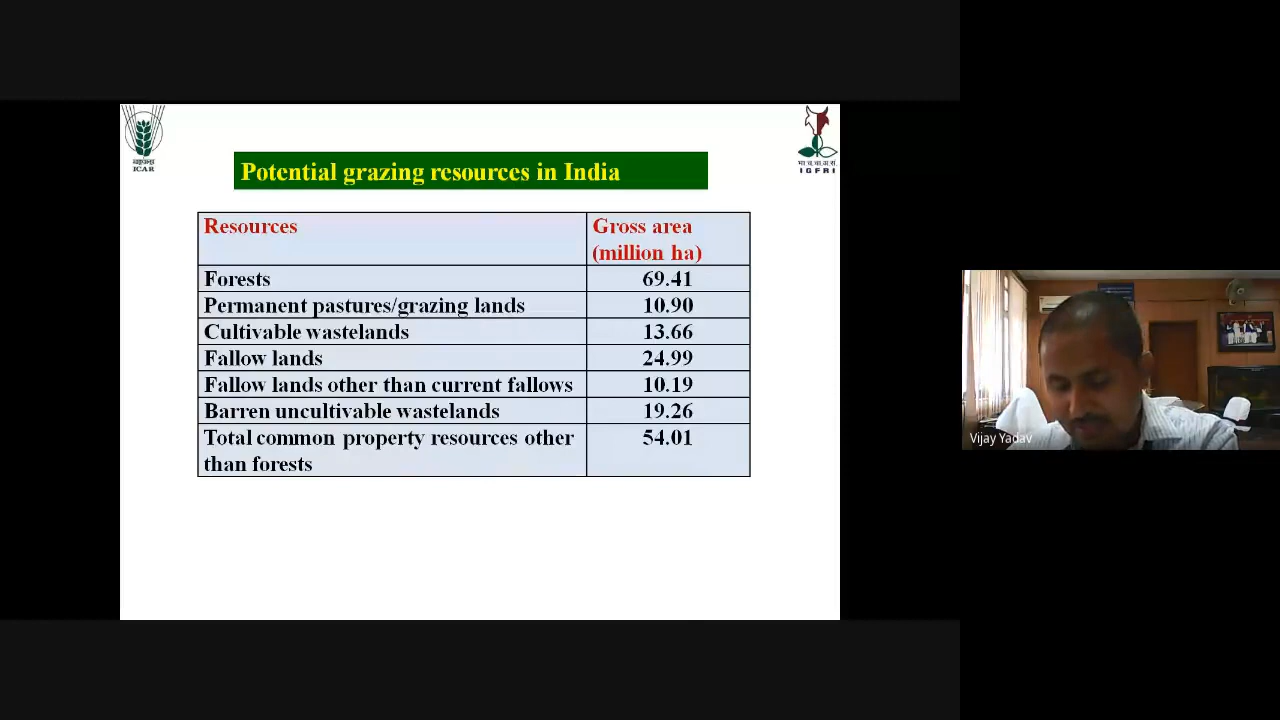 ICAR
भा.च.चा.अ.सं.
IGFRI
Potential grazing resources in India
Resources Gross area
(million ha)
Forests 69.41
Permanent pastures/grazing lands 10.90
Cultivable wastelands 13.66
Fallow lands 24.99
Fallow lands other than current fallows 10.19
Barren uncultivable wastelands 19.26
Total common property resources other 54.01
than forests
Vijay Yadav